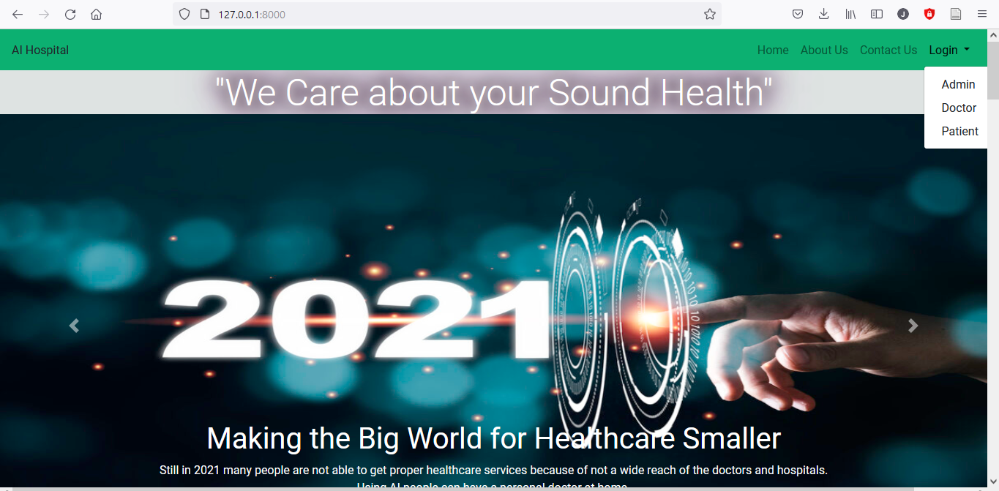 127.0.0.1:8000
J
AI Hospital
Home About Us Contact Us Login
Admin
Doctor
Patient
"We Care about your Sound Health"
2021
Making the Big World for Healthcare Smaller
Still in 2021 many people are not able to get proper healthcare services because of not a wide reach of the doctors and hospitals.
Using AI people can have a personal doctor at home